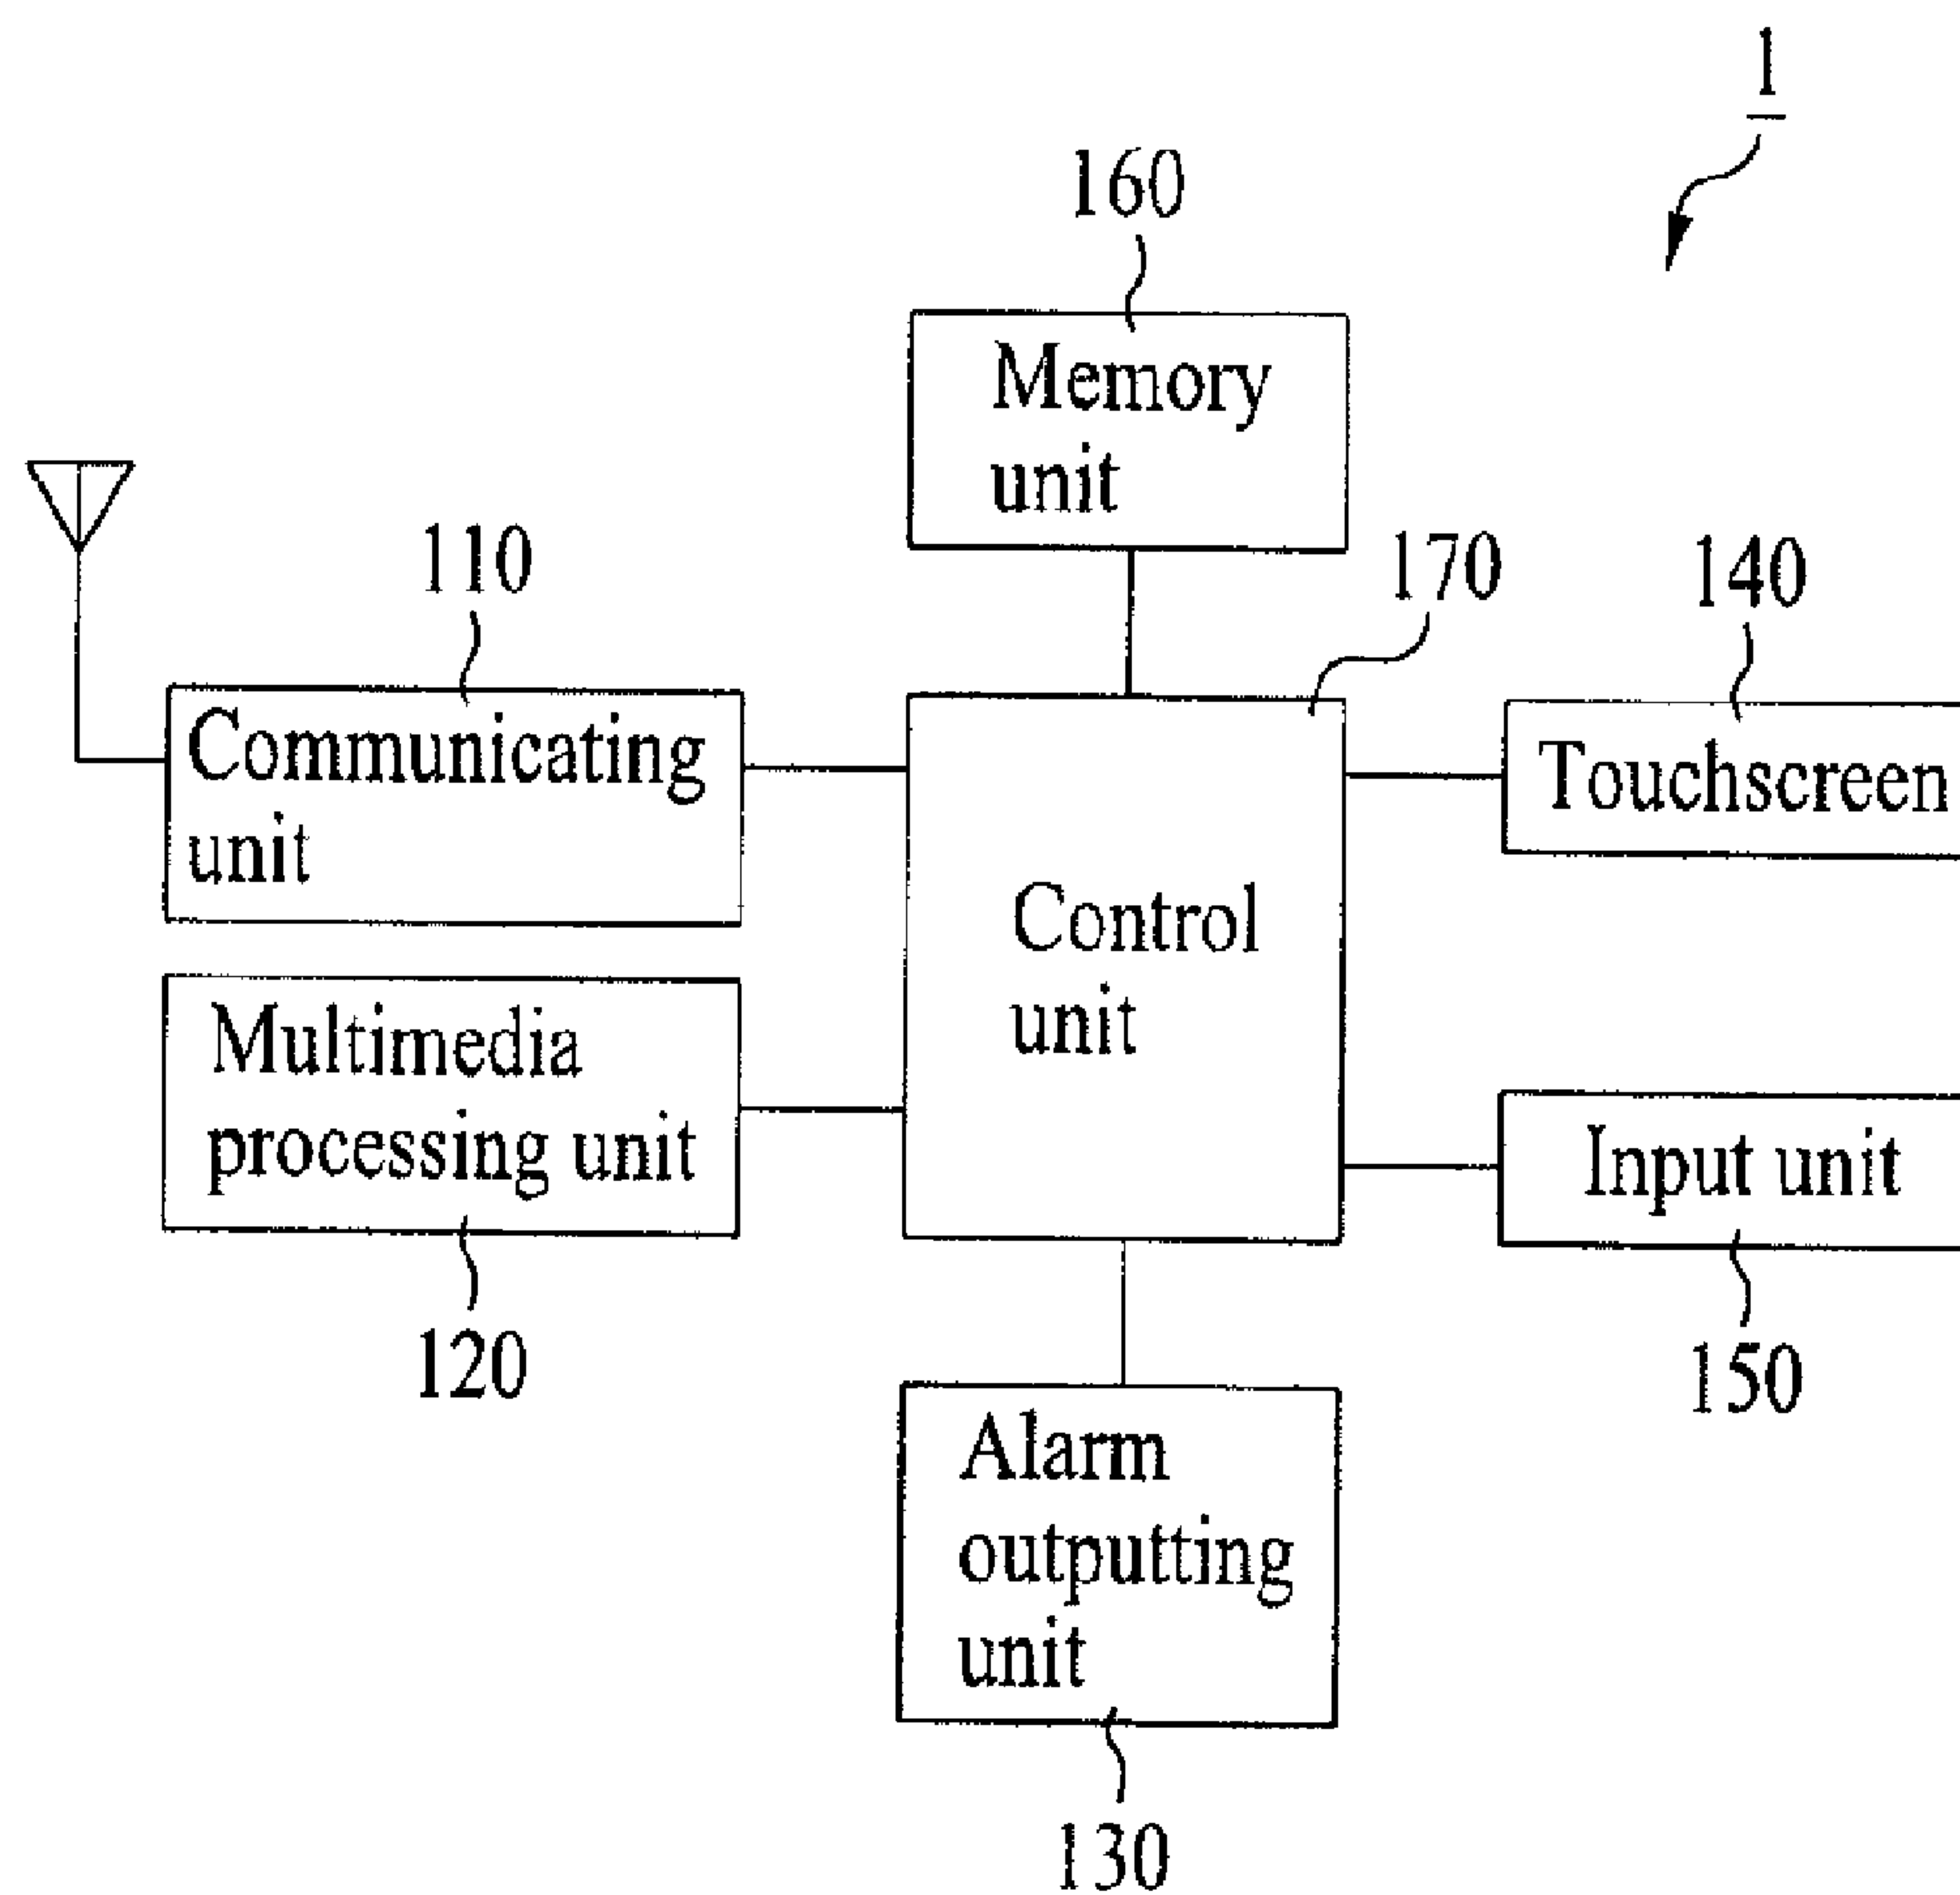 1
160
Memory
unit
110
170
140
Communicating
unit
Touchscreen
Control
unit
Multimedia
processing unit
Input unit
120
150
Alarm
outputting
unit
130